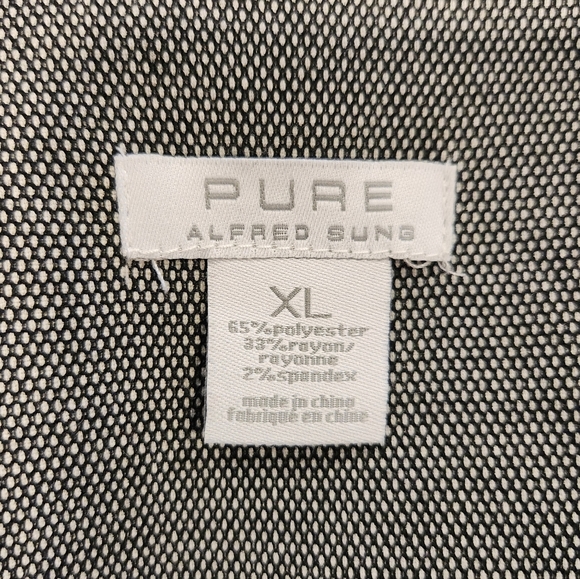 PURE
ALFRED SUNG
XL
65%polyester
33%rayon/
rayonne
2%spandex
made in china
fabriqué en chine